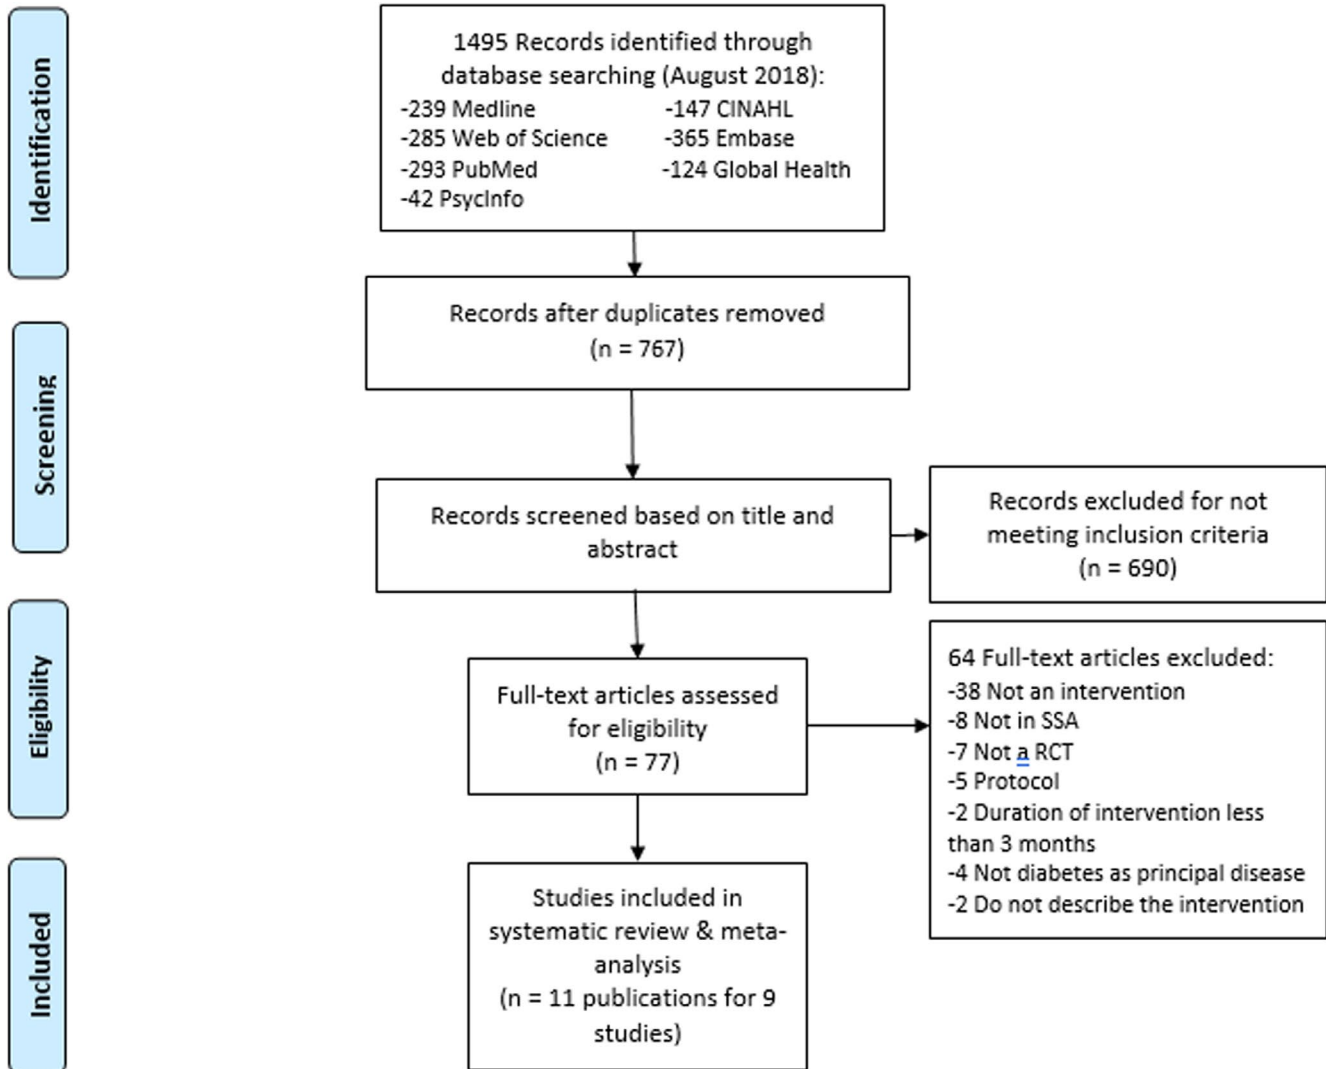 Identification
1495 Records identified through
database searching (August 2018):
-239 Medline
-147 CINAHL
-285 Web of Science
-365 Embase
-293 PubMed
-124 Global Health
-42 PsycInfo
Screening
Records after duplicates removed
(n = 767)
Records screened based on title and
abstract
Records excluded for not
meeting inclusion criteria
(n = 690)
Eligibility
Full-text articles assessed
for eligibility
(n = 77)
64 Full-text articles excluded:
-38 Not an intervention
-8 Not in SSA
-7 Not a RCT
-5 Protocol
-2 Duration of intervention less
than 3 months
-4 Not diabetes as principal disease
-2 Do not describe the intervention
Included
Studies included in
systematic review & meta-
analysis
(n = 11 publications for 9
studies)